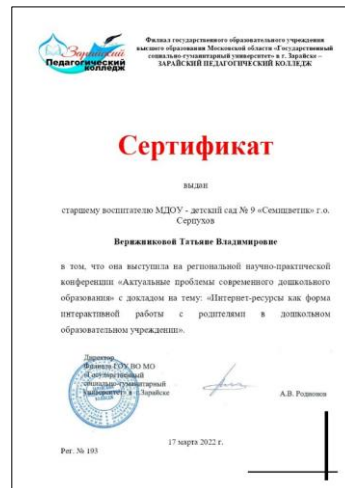 Зарайский
Педагогический
колледж
Филиал государственного образовательного учреждения
высшего образования Московской области «Государственный
социально-гуманитарный университет» в г. Зарайске –
ЗАРАЙСКИЙ ПЕДАГОГИЧЕСКИЙ КОЛЛЕДЖ
Сертификат
выдан
старшему воспитателю МДОУ - детский сад № 9 «Семицветик» г.о.
Серпухов
Верижниковой Татьяне Владимировне
в том, что она выступила на региональной научно-практической
конференции «Актуальные проблемы современного дошкольного
образования» с докладом на тему: «Интернет-ресурсы как форма
интерактивной работы с родителями в дошкольном
образовательном учреждении».
Директор
Филиала ГОУ ВО МО
«Государственный
социально-гуманитарный
университет» в г. Зарайске
А.В. Родионов
17 марта 2022 г.
Рег. № 193